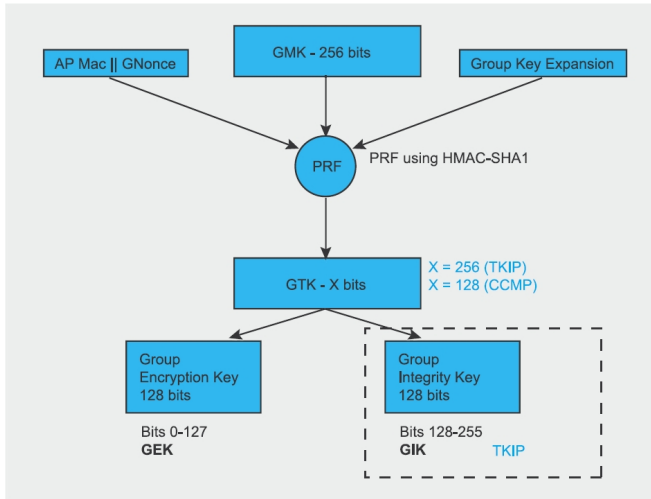 AP Mac || GNonce
GMK - 256 bits
Group Key Expansion
PRF
PRF using HMAC-SHA1
GTK - X bits
X = 256 (TKIP)
X = 128 (CCMP)
Group
Encryption Key
128 bits
Group
Integrity Key
128 bits
Bits 0-127
GEK
Bits 128-255
GIK
TKIP